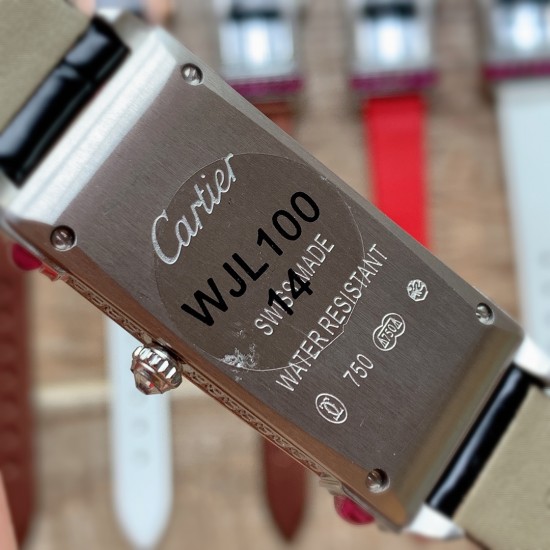 Cartier
WJL100
14
SWISS MADE
WATER RESISTANT
750